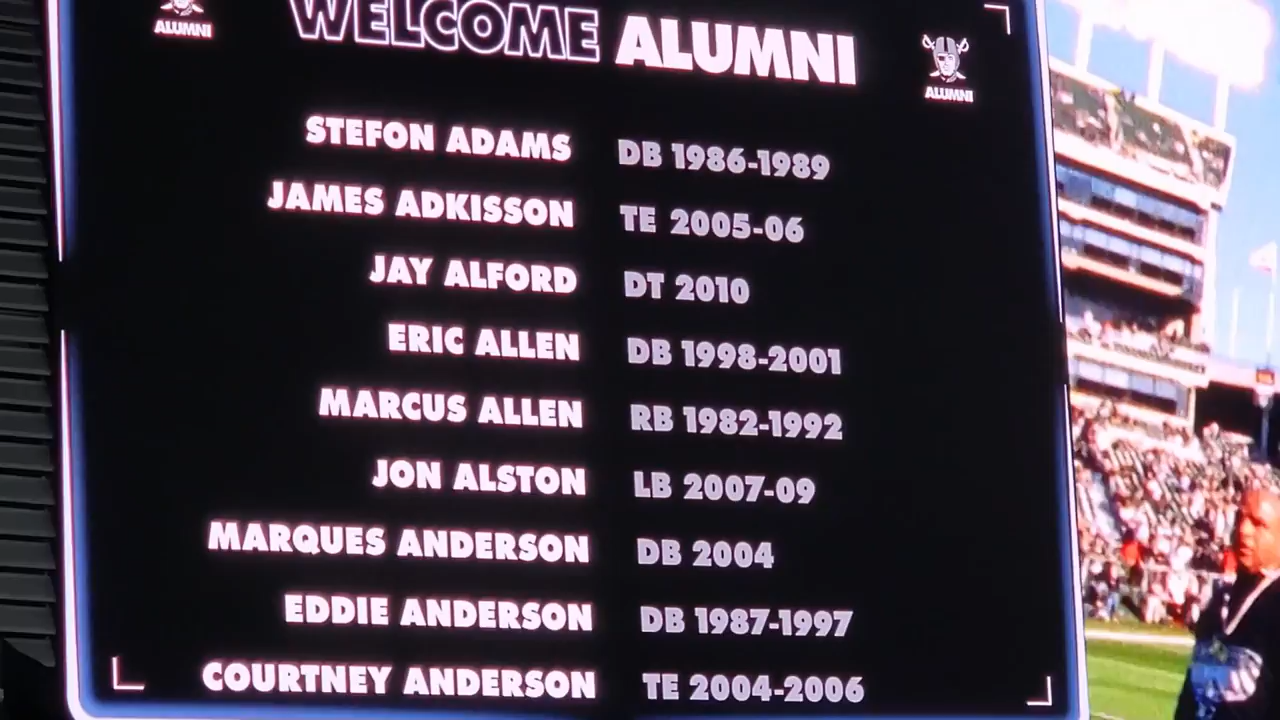 WELCOME ALUMNI
ALUMNI
ALUMNI
STEFON ADAMS DB 1986-1989
JAMES ADKISSON TE 2005-06
JAY ALFORD DT 2010
ERIC ALLEN DB 1998-2001
MARCUS ALLEN RB 1982-1992
JON ALSTON LB 2007-09
MARQUES ANDERSON DB 2004
EDDIE ANDERSON DB 1987-1997
COURTNEY ANDERSON TE 2004-2006